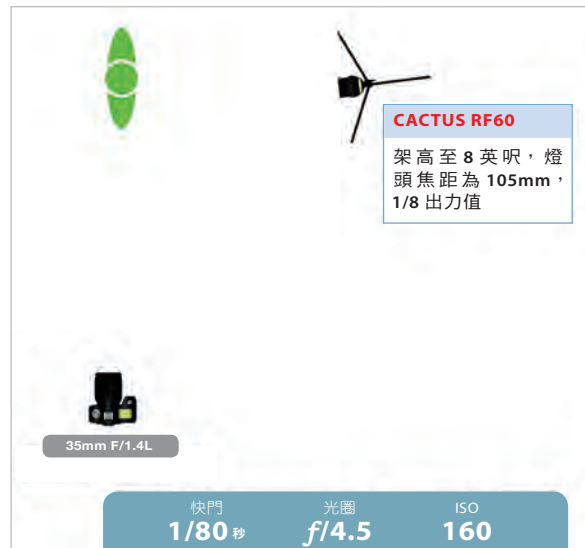 CACTUS RF60
架高至 8 英呎，燈
頭焦距為 105mm，
1/8 出力值
35mm F/1.4L
快門 光圈 ISO
1/80 秒 f/4.5 160